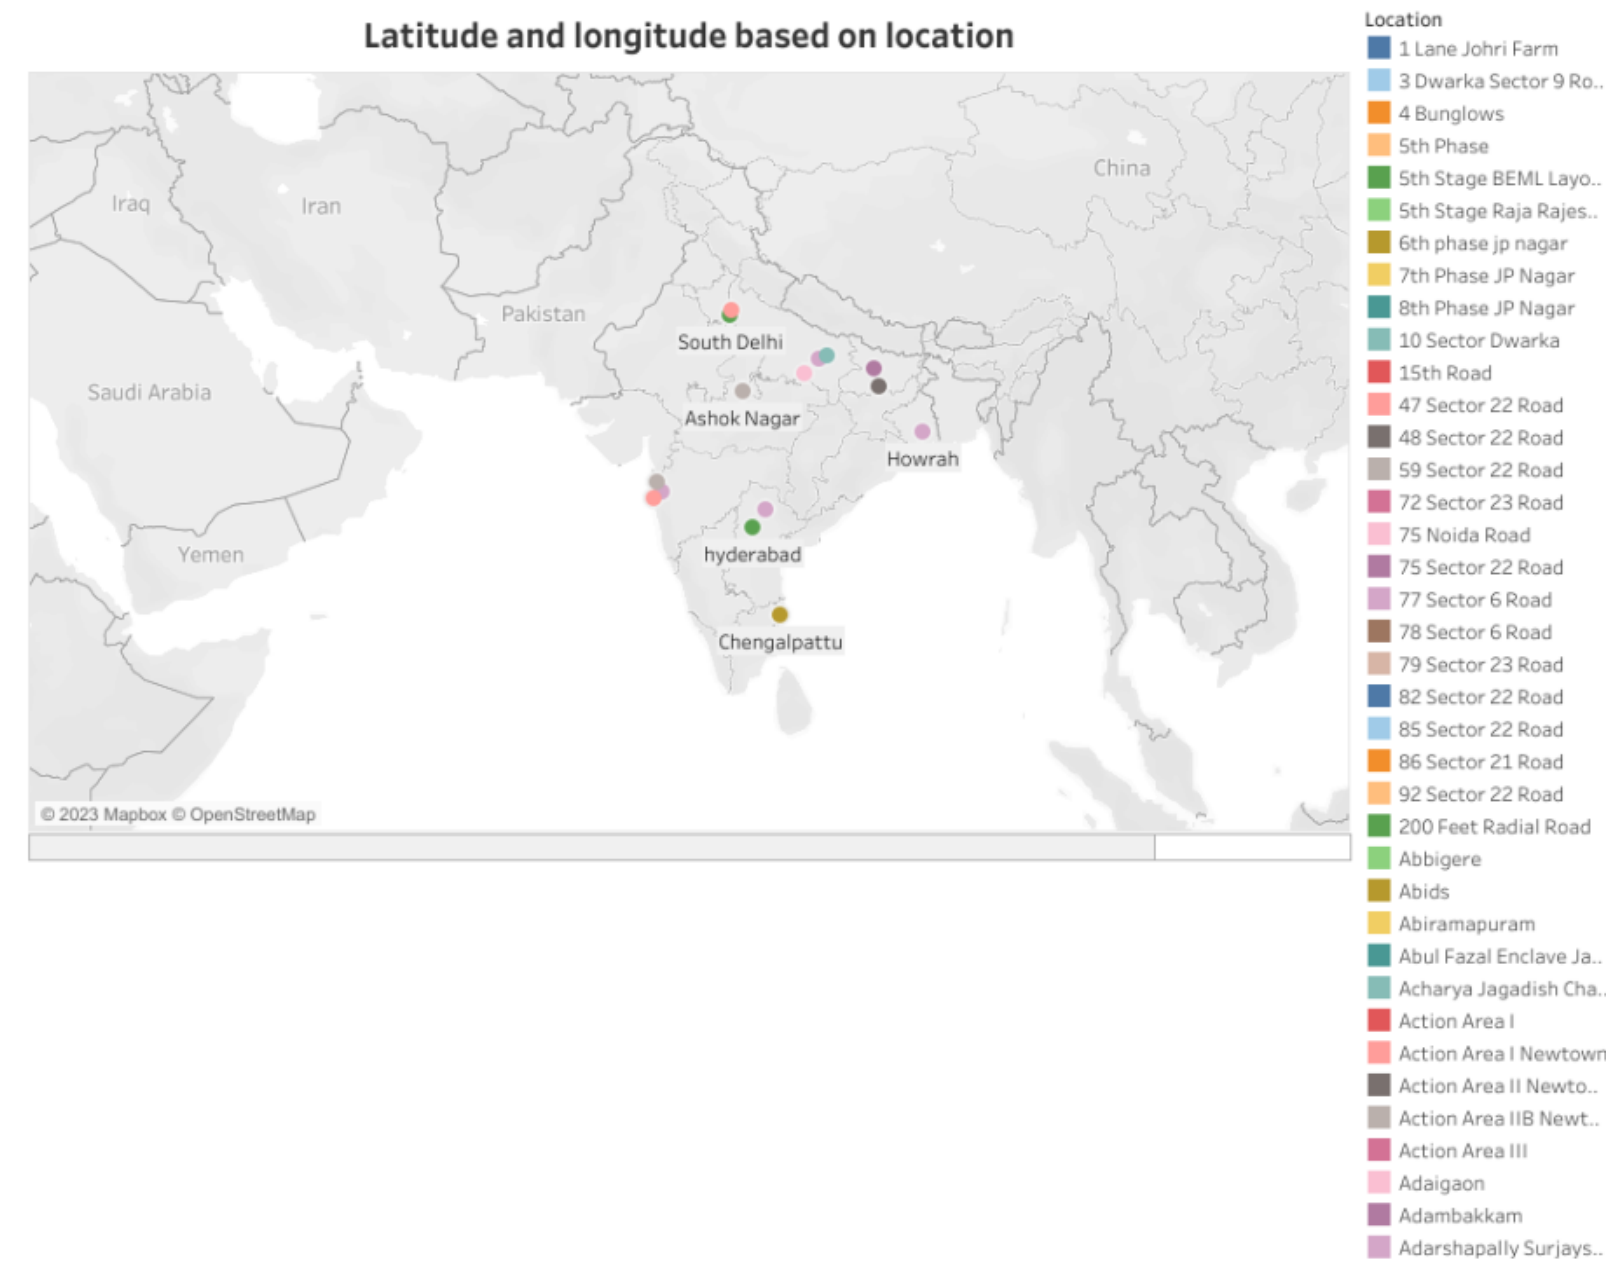 Latitude and longitude based on location
Iraq
Iran
China
Pakistan
South Delhi
Saudi Arabia
Ashok Nagar
Howrah
Yemen
hyderabad
Chengalpattu
© 2023 Mapbox © OpenStreetMap
Location
1 Lane Johri Farm
3 Dwarka Sector 9 Ro..
4 Bunglows
5th Phase
5th Stage BEML Layo..
5th Stage Raja Rajes..
6th phase jp nagar
7th Phase JP Nagar
8th Phase JP Nagar
10 Sector Dwarka
15th Road
47 Sector 22 Road
48 Sector 22 Road
59 Sector 22 Road
72 Sector 23 Road
75 Noida Road
75 Sector 22 Road
77 Sector 6 Road
78 Sector 6 Road
79 Sector 23 Road
82 Sector 22 Road
85 Sector 22 Road
86 Sector 21 Road
92 Sector 22 Road
200 Feet Radial Road
Abbigere
Abids
Abiramapuram
Abul Fazal Enclave Ja..
Acharya Jagadish Cha..
Action Area I
Action Area I Newtown
Action Area II Newto..
Action Area IIB Newt..
Action Area III
Adaigaon
Adambakkam
Adarshapally Surjays..